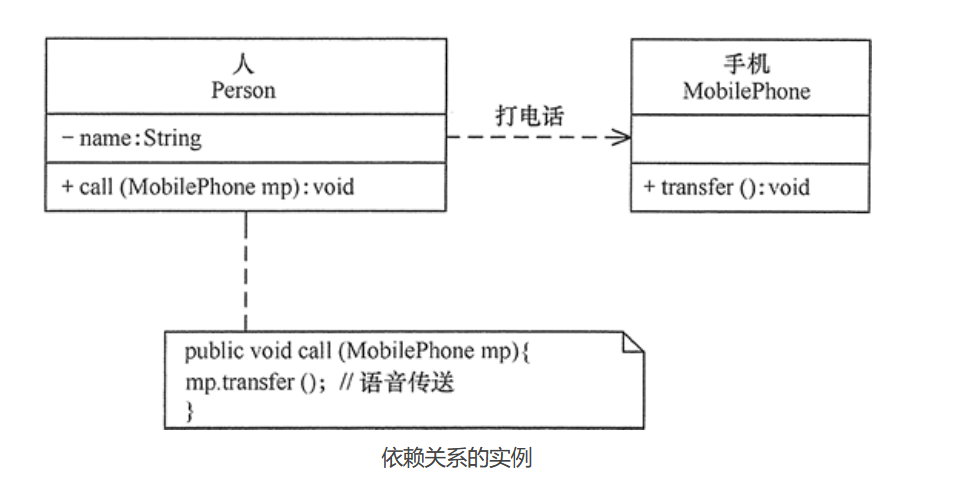 人
Person
- name:String
+ call (MobilePhone mp):void
打电话
手机
MobilePhone
+ transfer ():void
public void call (MobilePhone mp){
mp.transfer (); // 语音传送
}
依赖关系的实例